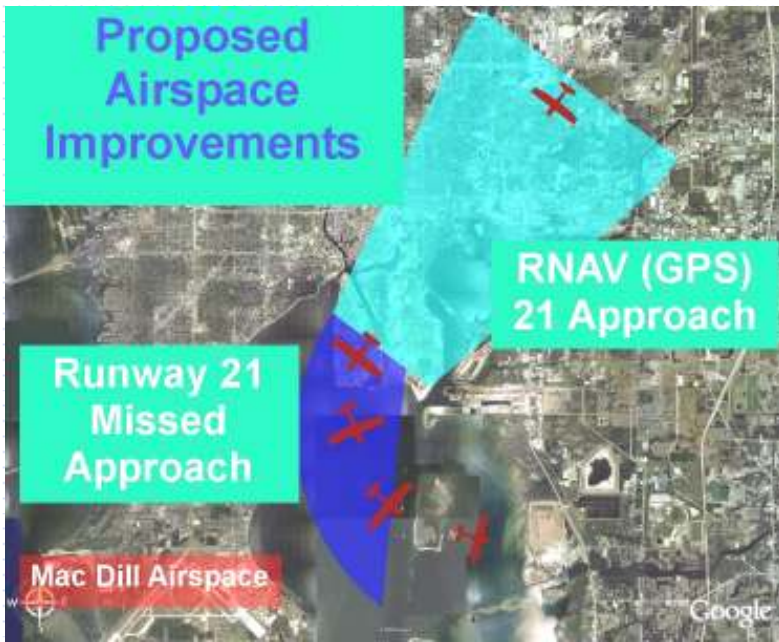 Proposed
Airspace
Improvements
RNAV (GPS)
21 Approach
Runway 21
Missed
Approach
Mac Dill Airspace
W
Google